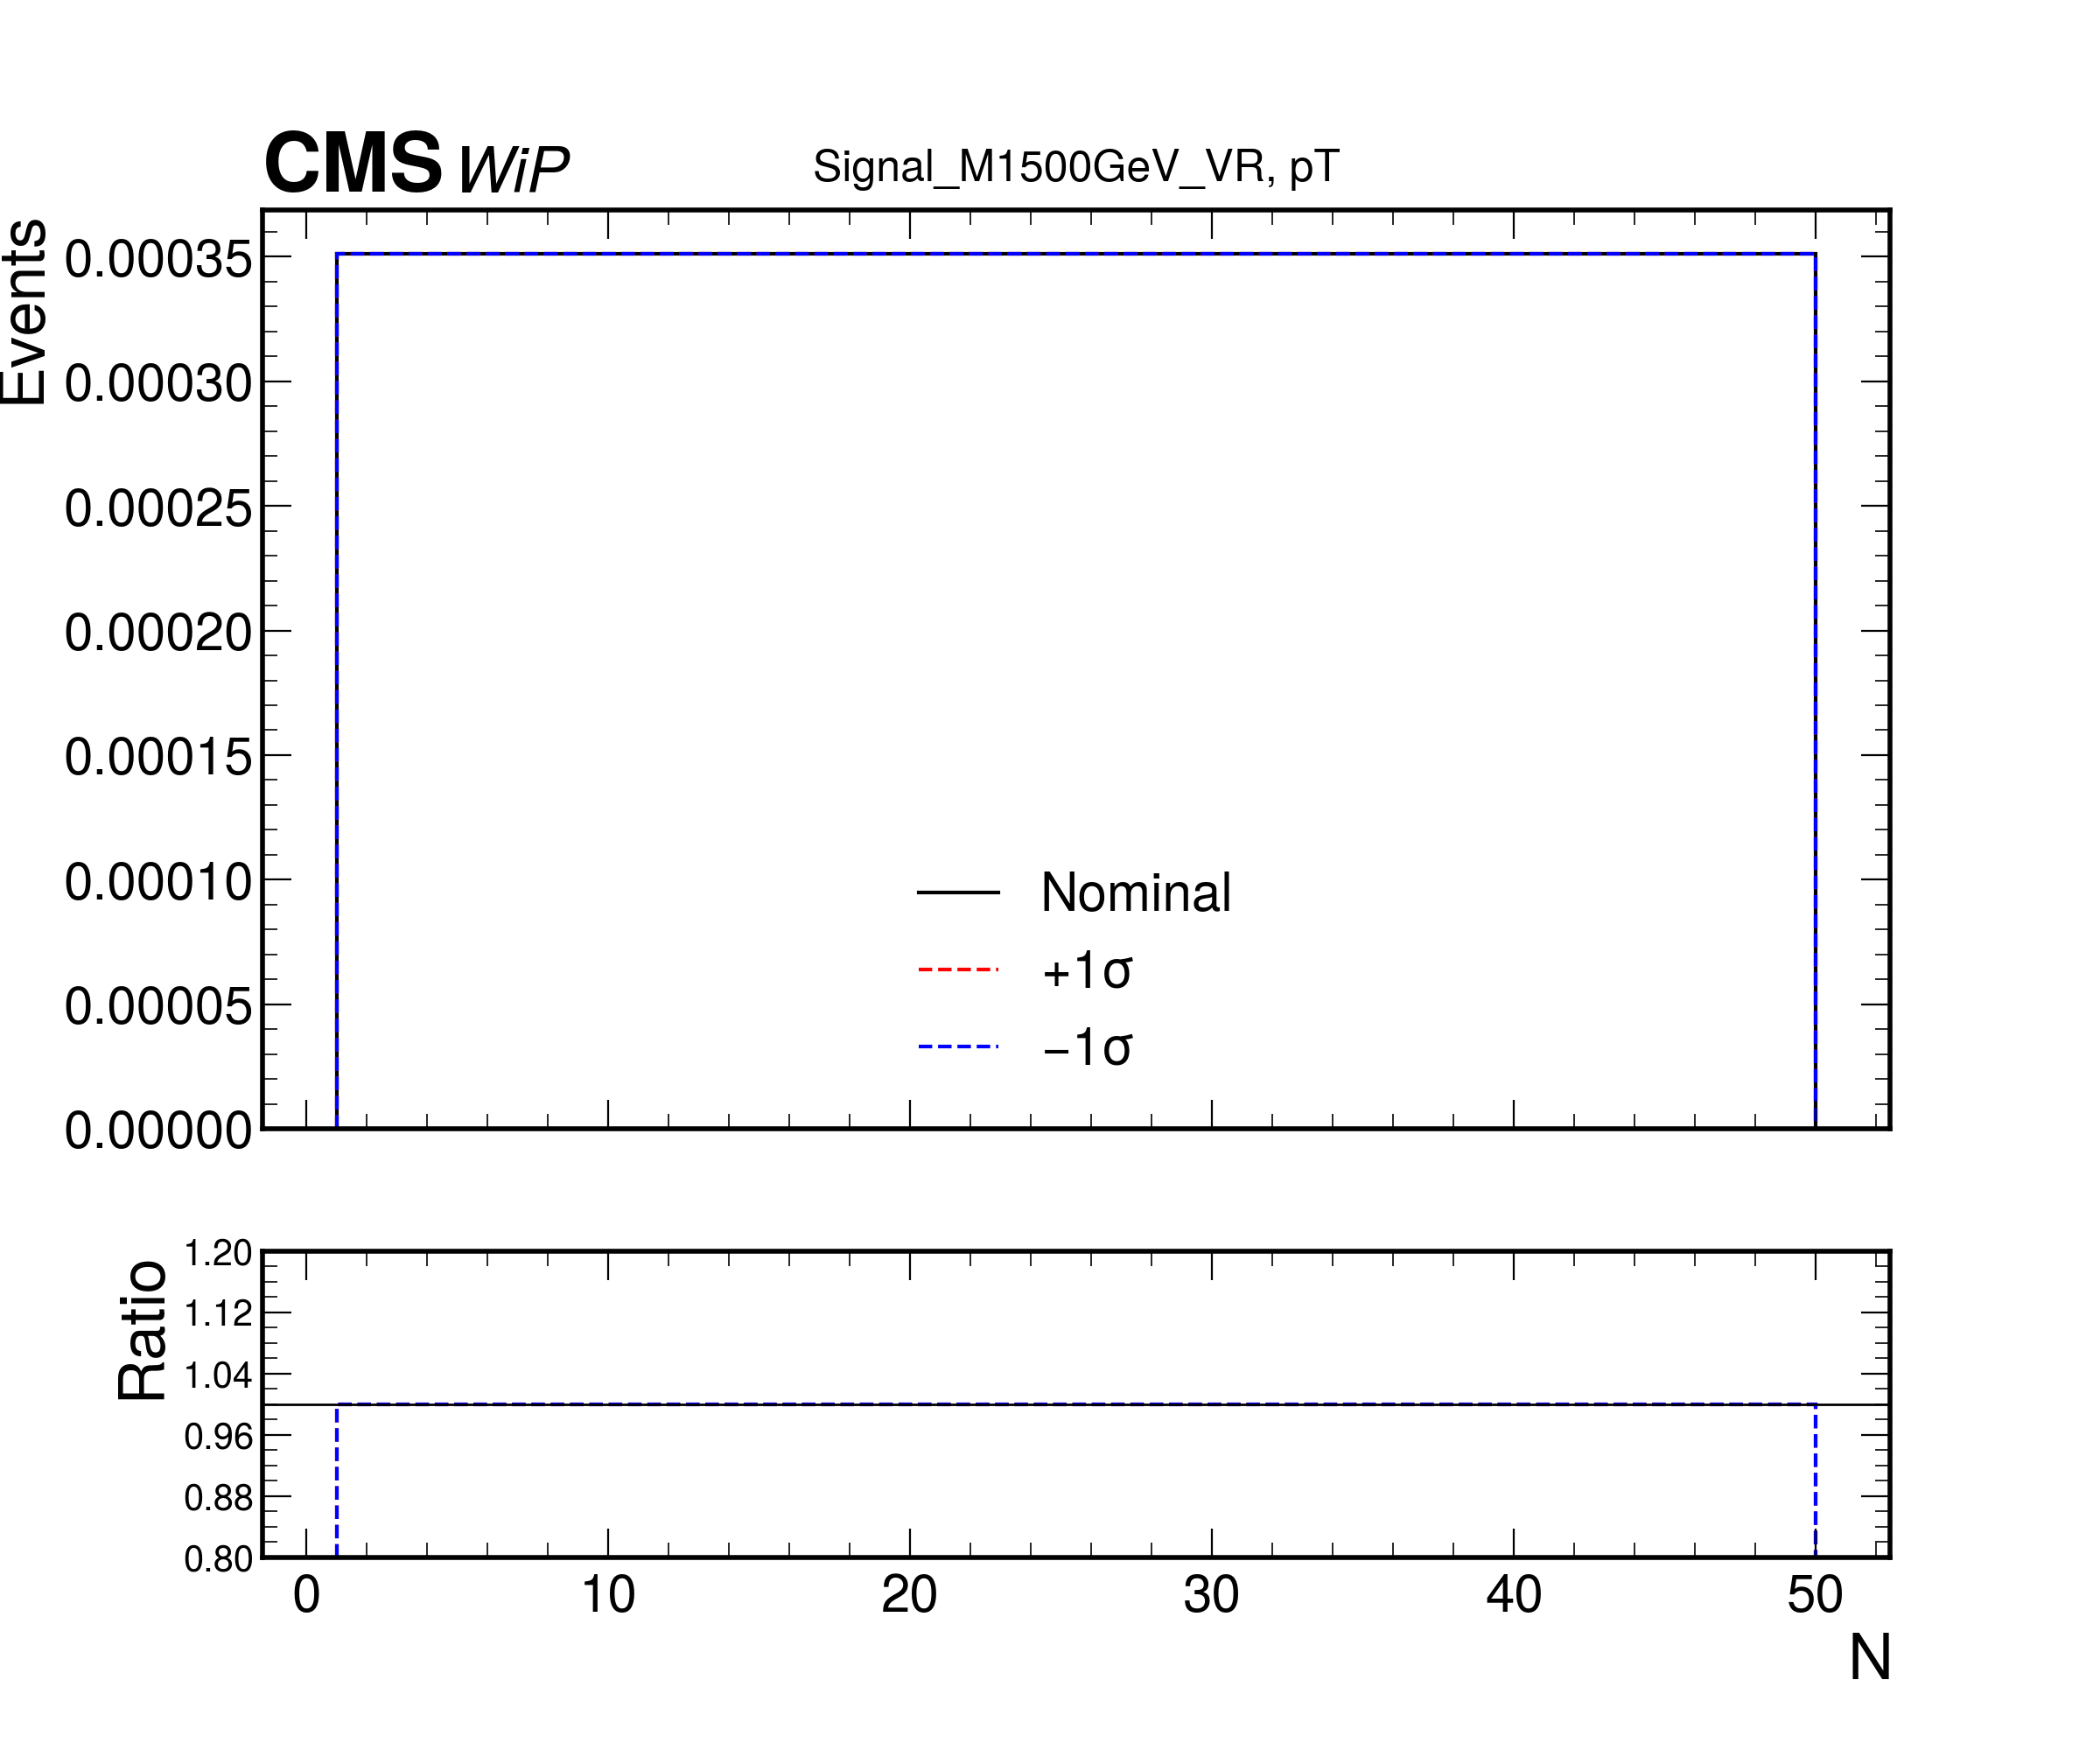 CMS WiP
Signal_M1500GeV_VR, pT
Events
0.00035
0.00030
0.00025
0.00020
0.00015
0.00010
0.00005
0.00000
Nominal
+1σ
−1σ
Ratio
1.20
1.12
1.04
0.96
0.88
0.80
0 10 20 30 40 50
N